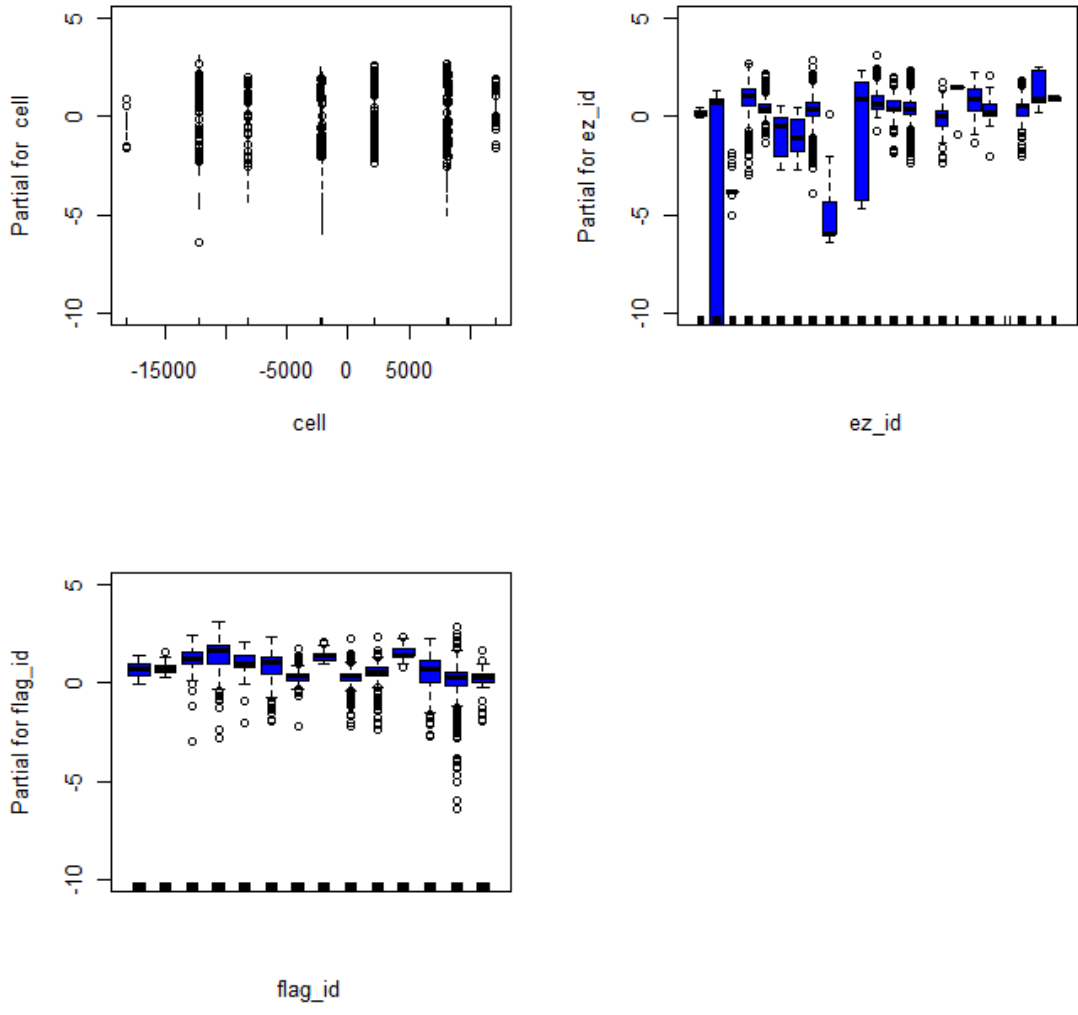 5
0
-5
-10
Partial for cell
-15000 -5000 0 5000
cell
5
0
-5
-10
Partial for ez_id
ez_id
5
0
-5
-10
Partial for flag_id
flag_id